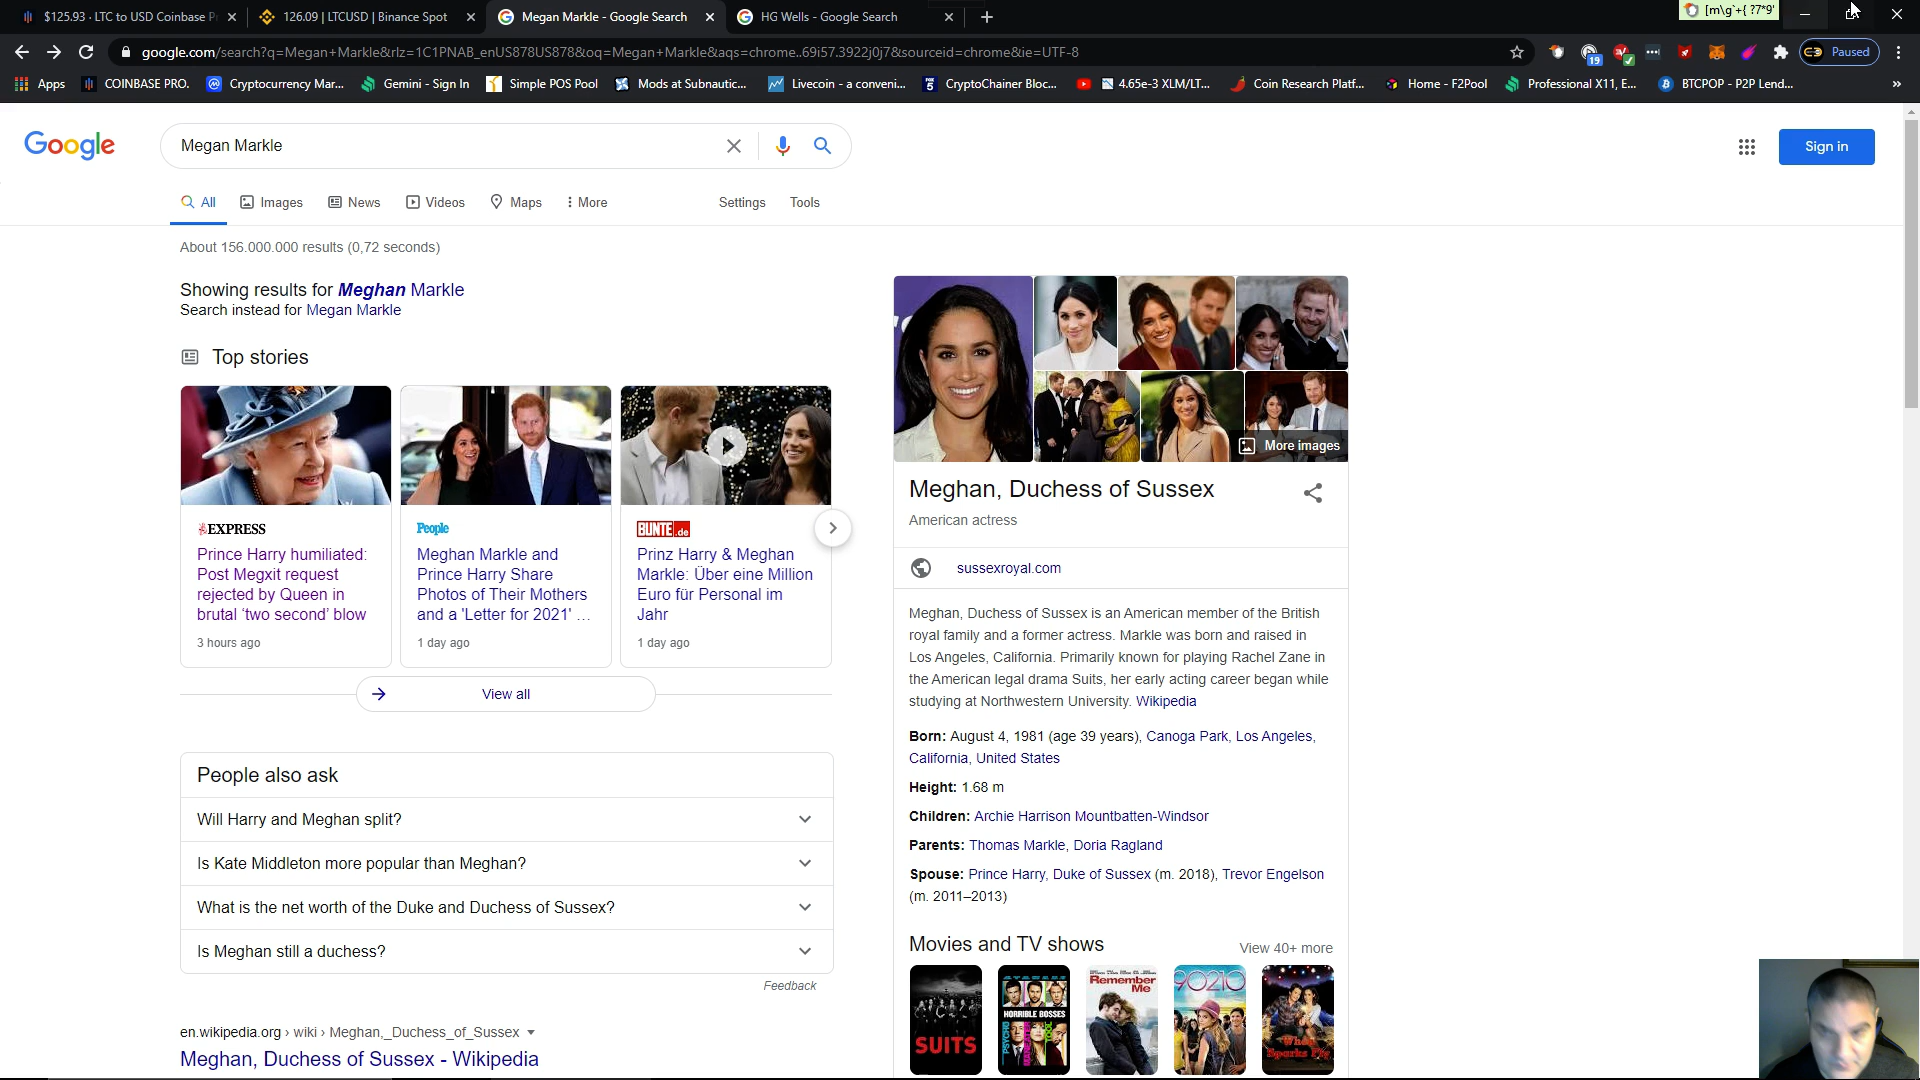 $125.93 · LTC to USD Coinbase P
126.09 | LTCUSD | Binance Spot
Megan Markle - Google Search
HG Wells - Google Search
[m\g`+{ ?7*9'
google.com/search?q=Megan+Markle&rlz=1C1PNAB_enUS878US878&oq=Megan+Markle&aqs=chrome..69i57.3922j0j7&sourceid=chrome&ie=UTF-8
19
Paused
Apps
COINBASE PRO.
Cryptocurrency Mar...
Gemini - Sign In
Simple POS Pool
Mods at Subnautic...
Livecoin - a conveni...
CryptoChainer Bloc...
4.65e-3 XLM/LT...
Coin Research Platf...
Home - F2Pool
Professional X11, E...
BTCPOP - P2P Lend...
»
Google
Megan Markle
Sign in
All
Images
News
Videos
Maps
More
Settings
Tools
About 156.000.000 results (0,72 seconds)
Showing results for Meghan Markle
Search instead for Megan Markle
Top stories
EXPRESS
Prince Harry humiliated:
Post Megxit request
rejected by Queen in
brutal ‘two second’ blow
3 hours ago
People
Meghan Markle and
Prince Harry Share
Photos of Their Mothers
and a 'Letter for 2021' ...
1 day ago
BUNTE.de
Prinz Harry & Meghan
Markle: Über eine Million
Euro für Personal im
Jahr
1 day ago
View all
People also ask
Will Harry and Meghan split?
Is Kate Middleton more popular than Meghan?
What is the net worth of the Duke and Duchess of Sussex?
Is Meghan still a duchess?
Feedback
en.wikipedia.org › wiki › Meghan,_Duchess_of_Sussex
Meghan, Duchess of Sussex - Wikipedia
More images
Meghan, Duchess of Sussex
American actress
sussexroyal.com
Meghan, Duchess of Sussex is an American member of the British
royal family and a former actress. Markle was born and raised in
Los Angeles, California. Primarily known for playing Rachel Zane in
the American legal drama Suits, her early acting career began while
studying at Northwestern University. Wikipedia
Born: August 4, 1981 (age 39 years), Canoga Park, Los Angeles,
California, United States
Height: 1.68 m
Children: Archie Harrison Mountbatten-Windsor
Parents: Thomas Markle, Doria Ragland
Spouse: Prince Harry, Duke of Sussex (m. 2018), Trevor Engelson
(m. 2011–2013)
Movies and TV shows
View 40+ more
SUITS
HORRIBLE BOSSES
PSYCHO
MANEATER
TOOL
Remember
Me
90210
When
Sparks Fly